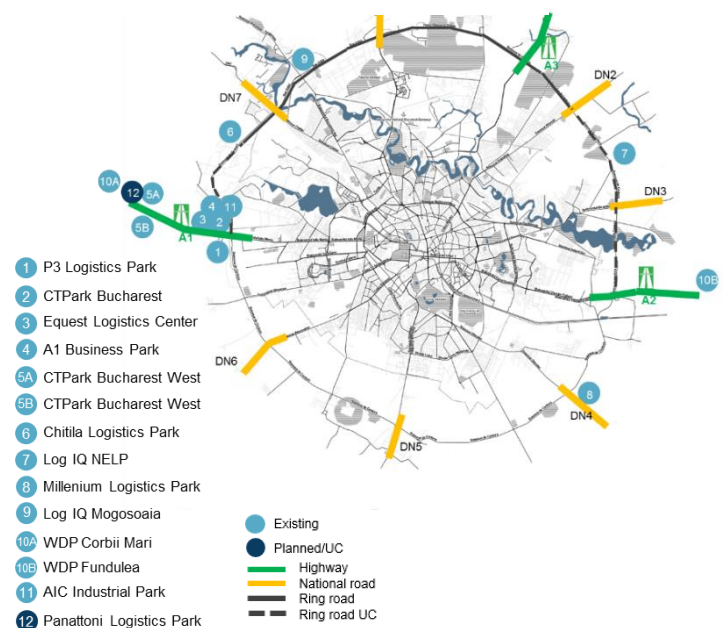 9
A3
DN7
DN2
6
7
10A
12
5A
DN3
4
11
3
2
5B
A1
1
10B
A2
1 P3 Logistics Park
2 CTPark Bucharest
3 Equest Logistics Center
4 A1 Business Park
5A CTPark Bucharest West
5B CTPark Bucharest West
6 Chitila Logistics Park
7 Log IQ NELP
8 Millenium Logistics Park
9 Log IQ Mogosoaia
10A WDP Corbii Mari
10B WDP Fundulea
11 AIC Industrial Park
12 Panattoni Logistics Park
DN6
8
DN4
DN5
Existing
Planned/UC
Highway
National road
Ring road
Ring road UC